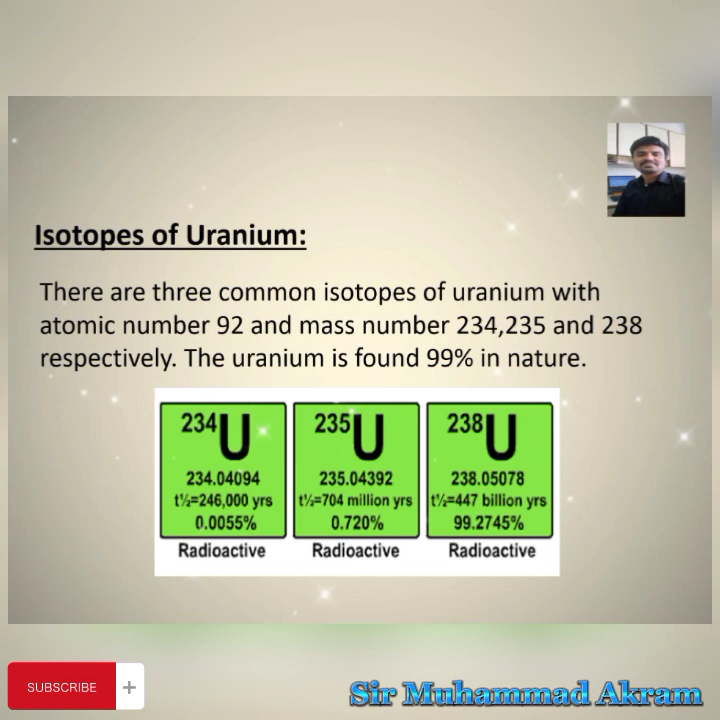 Isotopes of Uranium:
There are three common isotopes of uranium with
atomic number 92 and mass number 234,235 and 238
respectively. The uranium is found 99% in nature.
234U 235U 238U
234.04094 235.04392 238.05078
t½=246,000 yrs t½=704 million yrs t½=447 billion yrs
0.0055% 0.720% 99.2745%
Radioactive Radioactive Radioactive
SUBSCRIBE +
Sir Muhammad Akram